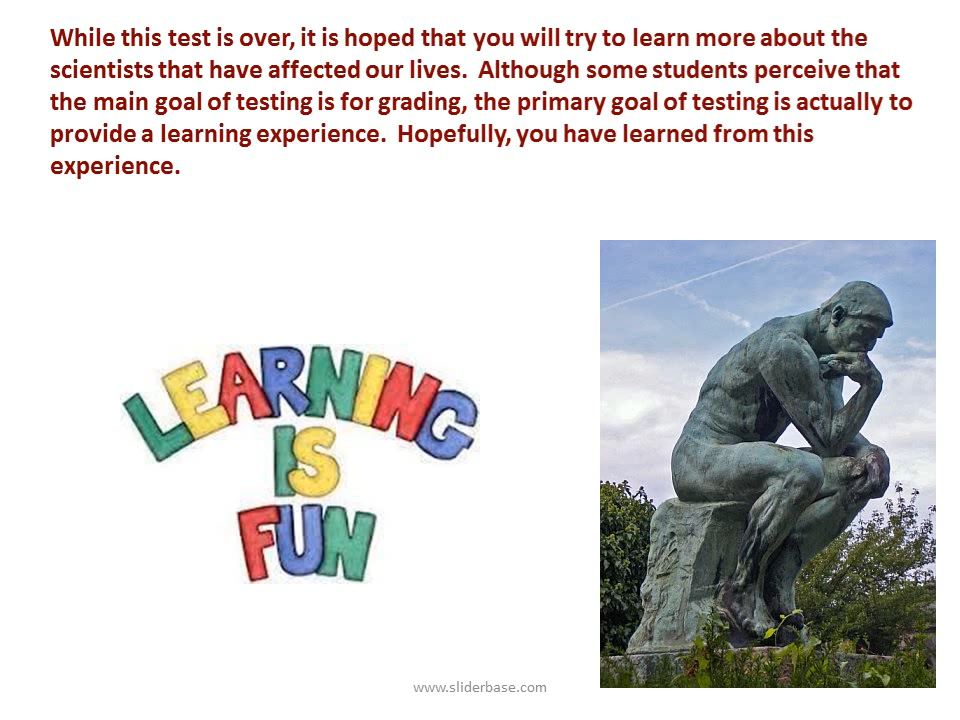 While this test is over, it is hoped that you will try to learn more about the
scientists that have affected our lives.  Although some students perceive that
the main goal of testing is for grading, the primary goal of testing is actually to
provide a learning experience.  Hopefully, you have learned from this
experience.
LEARNING
IS
FUN
www.sliderbase.com